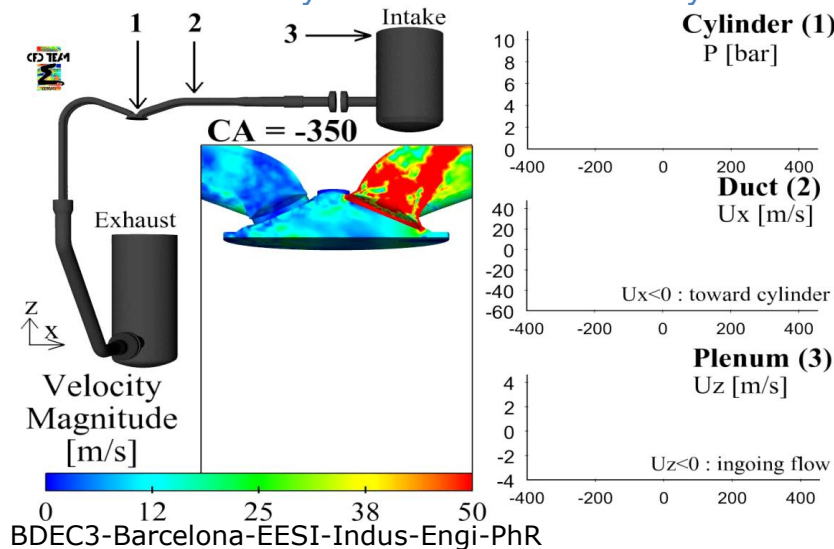 1
2
3
Intake
CFD TEAM
CA = -350
Exhaust
z
x
Velocity
Magnitude
[m/s]
0 12 25 38 50
Cylinder (1)
P [bar]
10
8
6
4
2
0
-400 -200 0 200 400
Duct (2)
Ux [m/s]
40
20
0
-20
-40
-60
Ux<0 : toward cylinder
-400 -200 0 200 400
Plenum (3)
Uz [m/s]
4
2
0
-2
-4
Uz<0 : ingoing flow
-400 -200 0 200 400
BDEC3-Barcelona-EESI-Indus-Engi-PhR